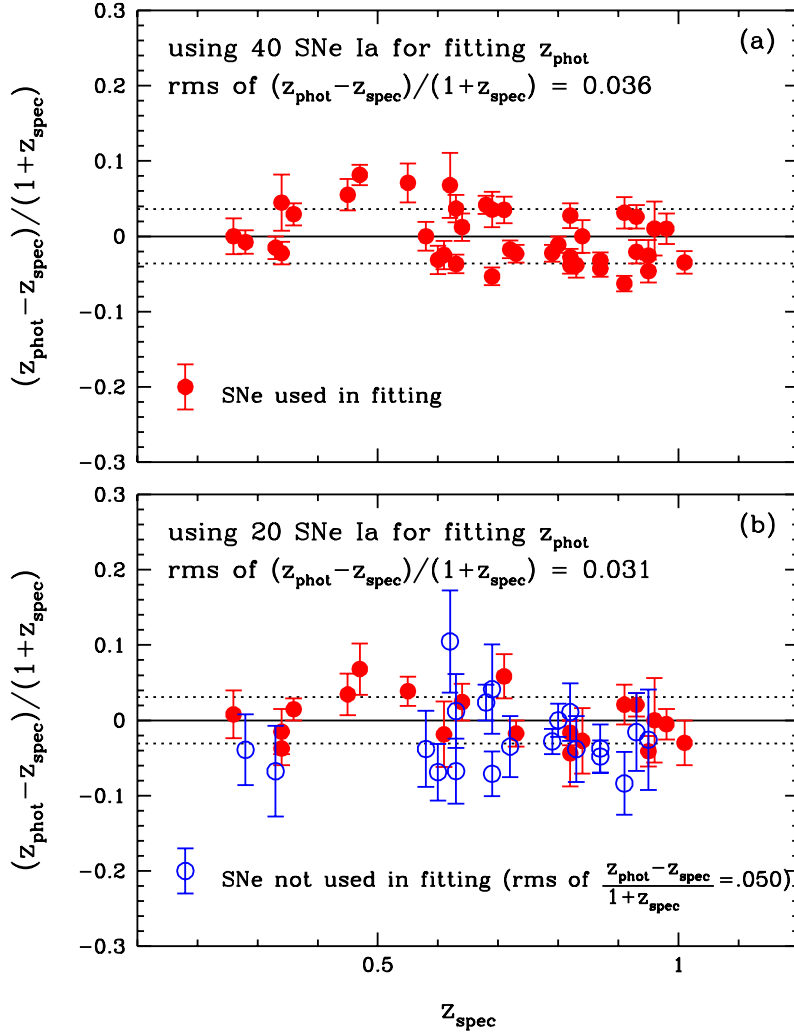 0.3
using 40 SNe Ia for fitting z_phot
(a)
rms of (z_phot−z_spec)/(1+z_spec) = 0.036
0.2
0.1
0
−0.1
−0.2
−0.3
(z_phot−z_spec)/(1+z_spec)
SNe used in fitting
0.3
using 20 SNe Ia for fitting z_phot
(b)
rms of (z_phot−z_spec)/(1+z_spec) = 0.031
0.2
0.1
0
−0.1
−0.2
−0.3
(z_phot−z_spec)/(1+z_spec)
SNe not used in fitting (rms of (z_phot−z_spec)/(1+z_spec) =.050)
0.5
1
z_spec